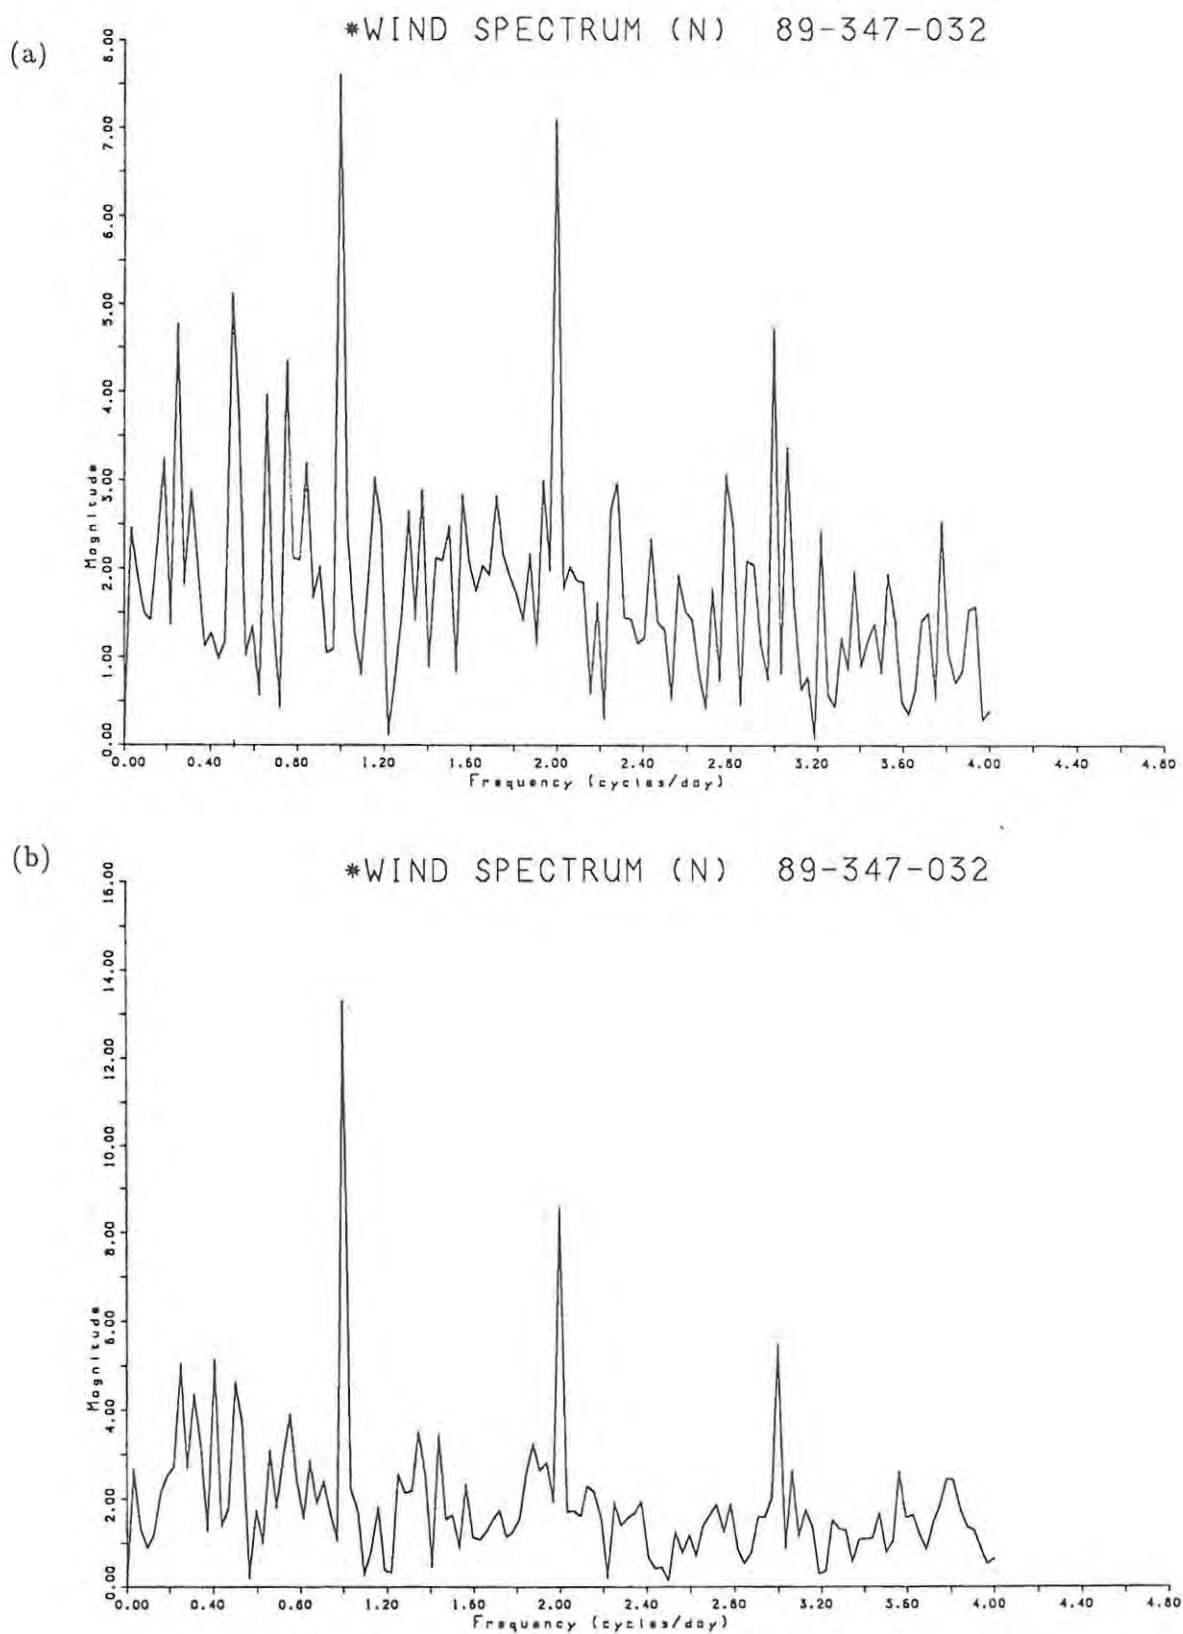 (a)
*WIND SPECTRUM (N) 89-347-032
8.00
7.00
6.00
5.00
4.00
3.00
2.00
1.00
0.00
Magnitude
0.00 0.40 0.80 1.20 1.60 2.00 2.40 2.80 3.20 3.60 4.00 4.40 4.80
Frequency (cycles/day)
(b)
*WIND SPECTRUM (N) 89-347-032
16.00
14.00
12.00
10.00
8.00
6.00
4.00
2.00
0.00
Magnitude
0.00 0.40 0.80 1.20 1.60 2.00 2.40 2.80 3.20 3.60 4.00 4.40 4.80
Frequency (cycles/day)